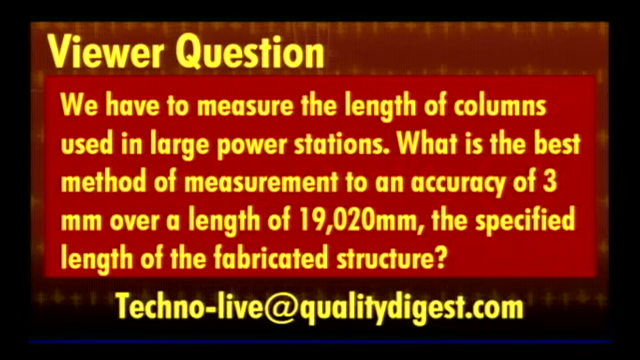 Viewer Question
We have to measure the length of columns
used in large power stations. What is the best
method of measurement to an accuracy of 3
mm over a length of 19,020mm, the specified
length of the fabricated structure?
Techno-live@qualitydigest.com